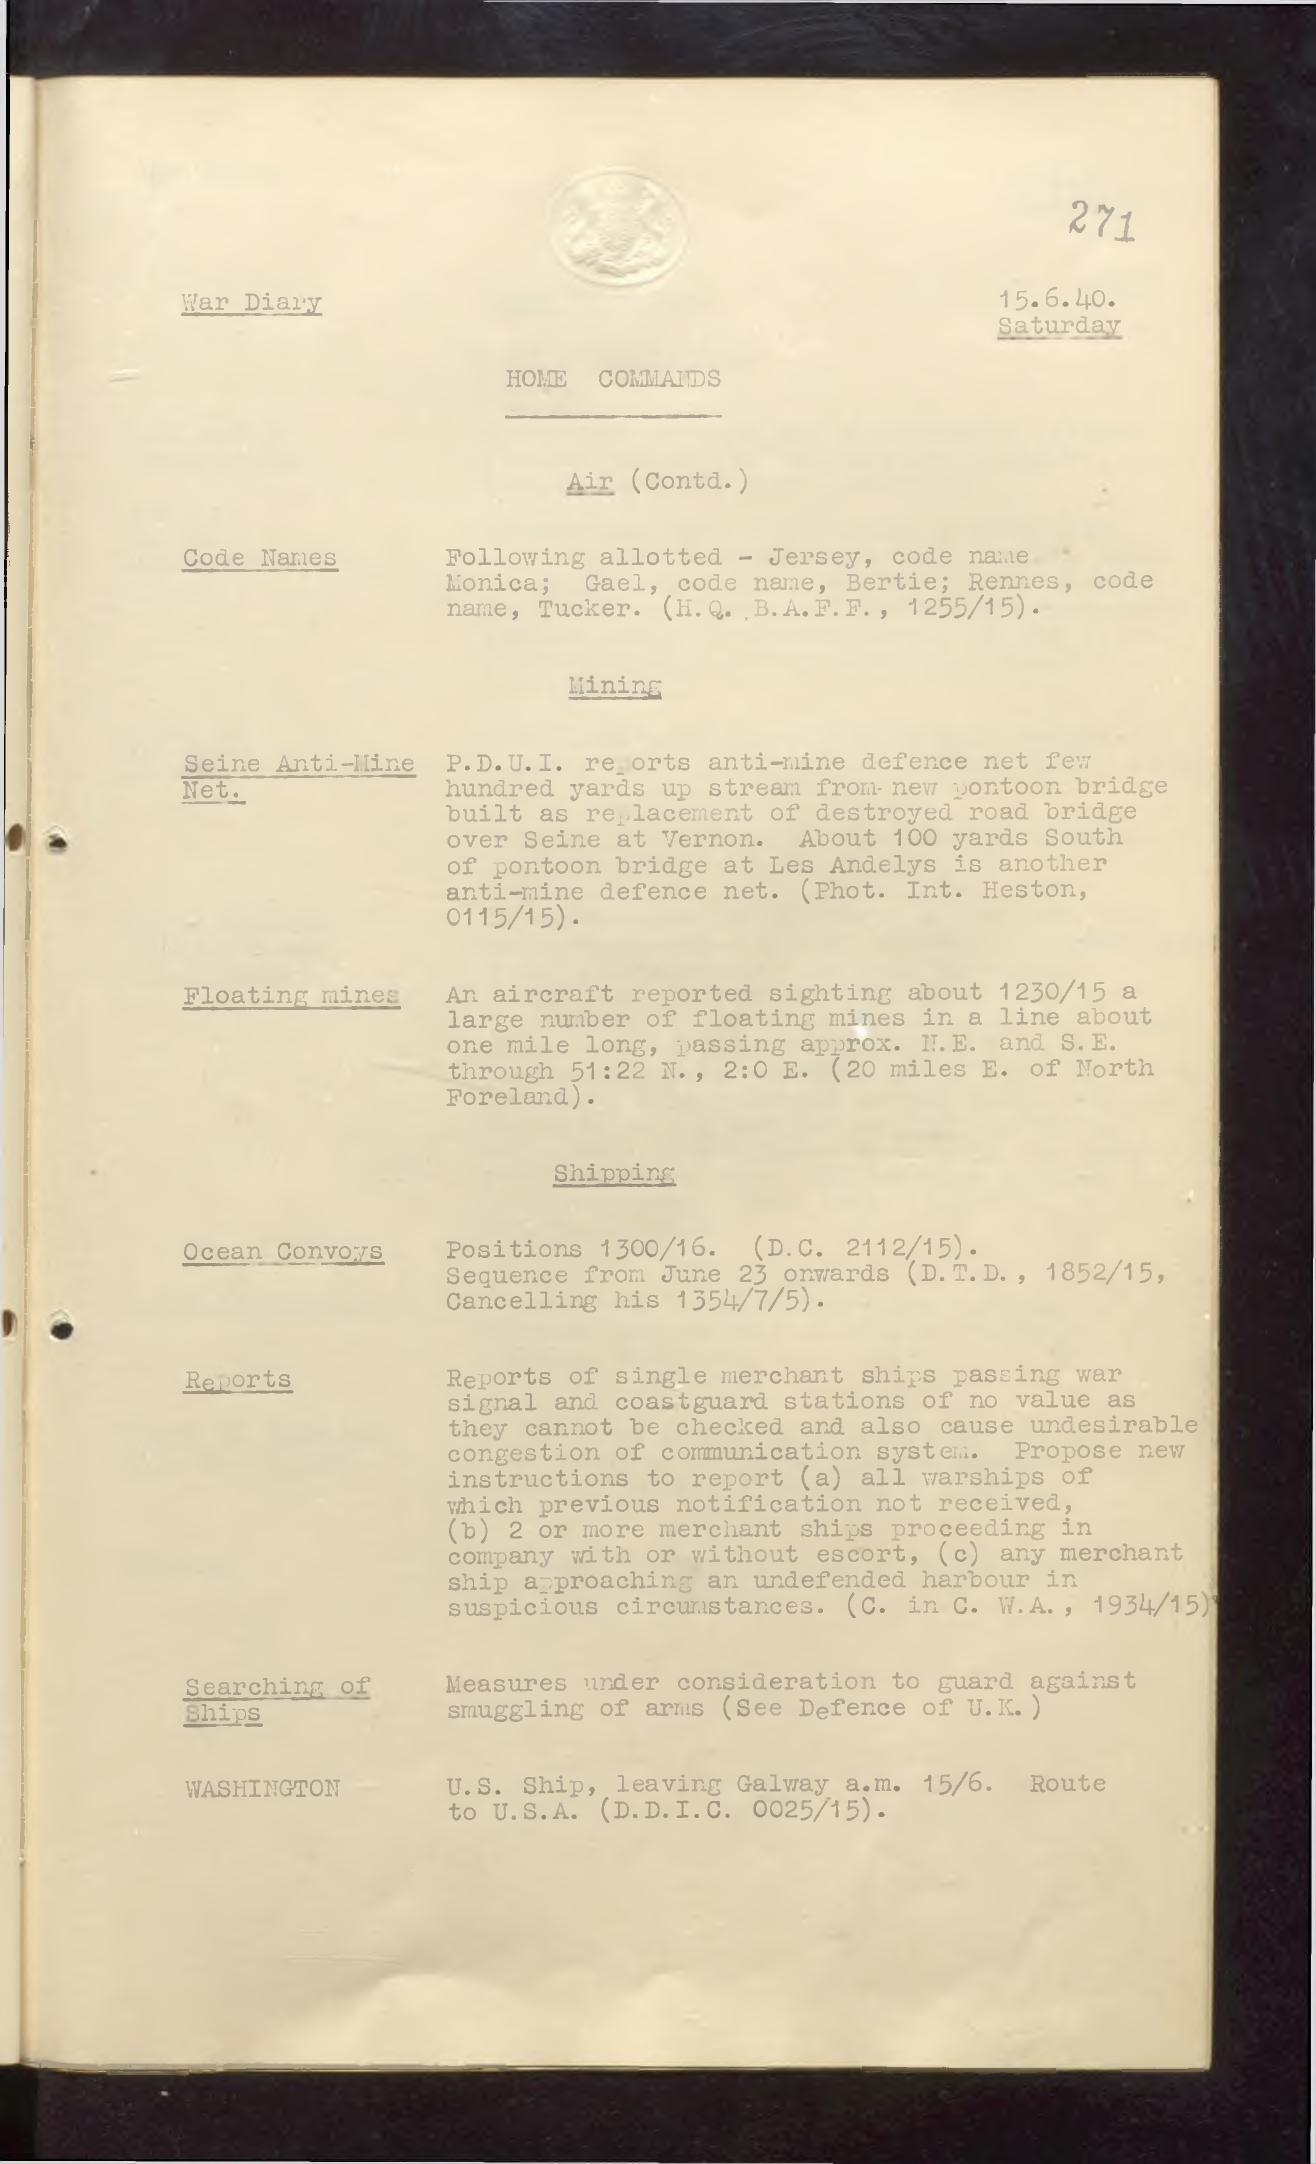 271
War Diary
15.6.40.
Saturday
HOME COMMANDS
Air (Contd.)
Code Names
Following allotted - Jersey, code name
Monica; Gael, code name, Bertie; Rennes, code
name, Tucker. (H.Q. B.A.F.F., 1255/15).
Mining
Seine Anti-Mine
Net.
P.D.U.I. reports anti-mine defence net few
hundred yards up stream from new pontoon bridge
built as replacement of destroyed road bridge
over Seine at Vernon. About 100 yards South
of pontoon bridge at Les Andelys is another
anti-mine defence net. (Phot. Int. Heston,
0115/15).
Floating mines
An aircraft reported sighting about 1230/15 a
large number of floating mines in a line about
one mile long, passing approx. N.E. and S.E.
through 51:22 N., 2:0 E. (20 miles E. of North
Foreland).
Shipping
Ocean Convoys
Positions 1300/16. (D.C. 2112/15).
Sequence from June 23 onwards (D.T.D., 1852/15,
Cancelling his 1354/7/5).
Reports
Reports of single merchant ships passing war
signal and coastguard stations of no value as
they cannot be checked and also cause undesirable
congestion of communication system. Propose new
instructions to report (a) all warships of
which previous notification not received,
(b) 2 or more merchant ships proceeding in
company with or without escort, (c) any merchant
ship approaching an undefended harbour in
suspicious circumstances. (C. in C. W.A., 1934/15)
Searching of
Ships
Measures under consideration to guard against
smuggling of arms (See Defence of U.K.)
WASHINGTON
U.S. Ship, leaving Galway a.m. 15/6. Route
to U.S.A. (D.D.I.C. 0025/15).